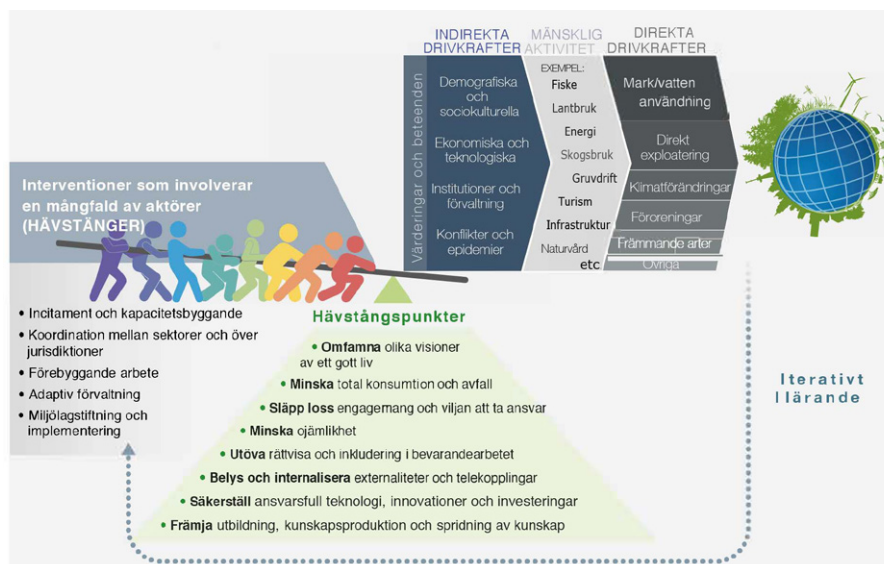 INDIREKTA
DRIVKRAFTER
MÄNSKLIG
AKTIVITET
DIREKTA
DRIVKRAFTER
Värderingar och beteenden
Demografiska
och
sociokulturella
Ekonomiska och
teknologiska
Institutioner och
förvaltning
Konflikter och
epidemier
EXEMPEL:
Fiske
Lantbruk
Energi
Skogsbruk
Gruvdrift
Turism
Infrastruktur
Naturvård
etc
Mark/vatten
användning
Direkt
exploatering
Klimatförändringar
Föroreningar
Främmande arter
Övriga
Interventioner som involverar
en mångfald av aktörer
(HÄVSTÄNGER)
• Incitament och kapacitetsbyggande
• Koordination mellan sektorer och över
jurisdiktioner
• Förebyggande arbete
• Adaptiv förvaltning
• Miljölagstiftning och
implementering
Hävstångspunkter
• Omfamna olika visioner
av ett gott liv
• Minska total konsumtion och avfall
• Släpp loss engagemang och viljan att ta ansvar
• Minska ojämlikhet
• Utöva rättvisa och inkludering i bevarandearbetet
• Belys och internalisera externaliteter och telekopplingar
• Säkerställ ansvarsfull teknologi, innovationer och investeringar
• Främja utbildning, kunskapsproduktion och spridning av kunskap
Iterativt
llärande